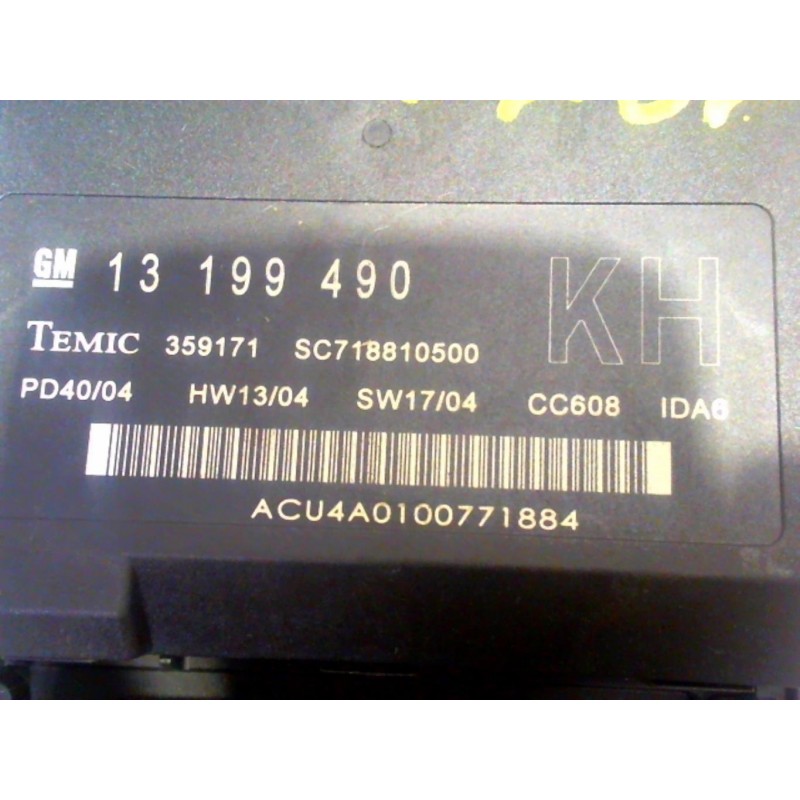 GM 13 199 490 KH
TEMIC 359171 SC718810500
PD40/04 HW13/04 SW17/04 CC608 IDA6
ACU4A0100771884